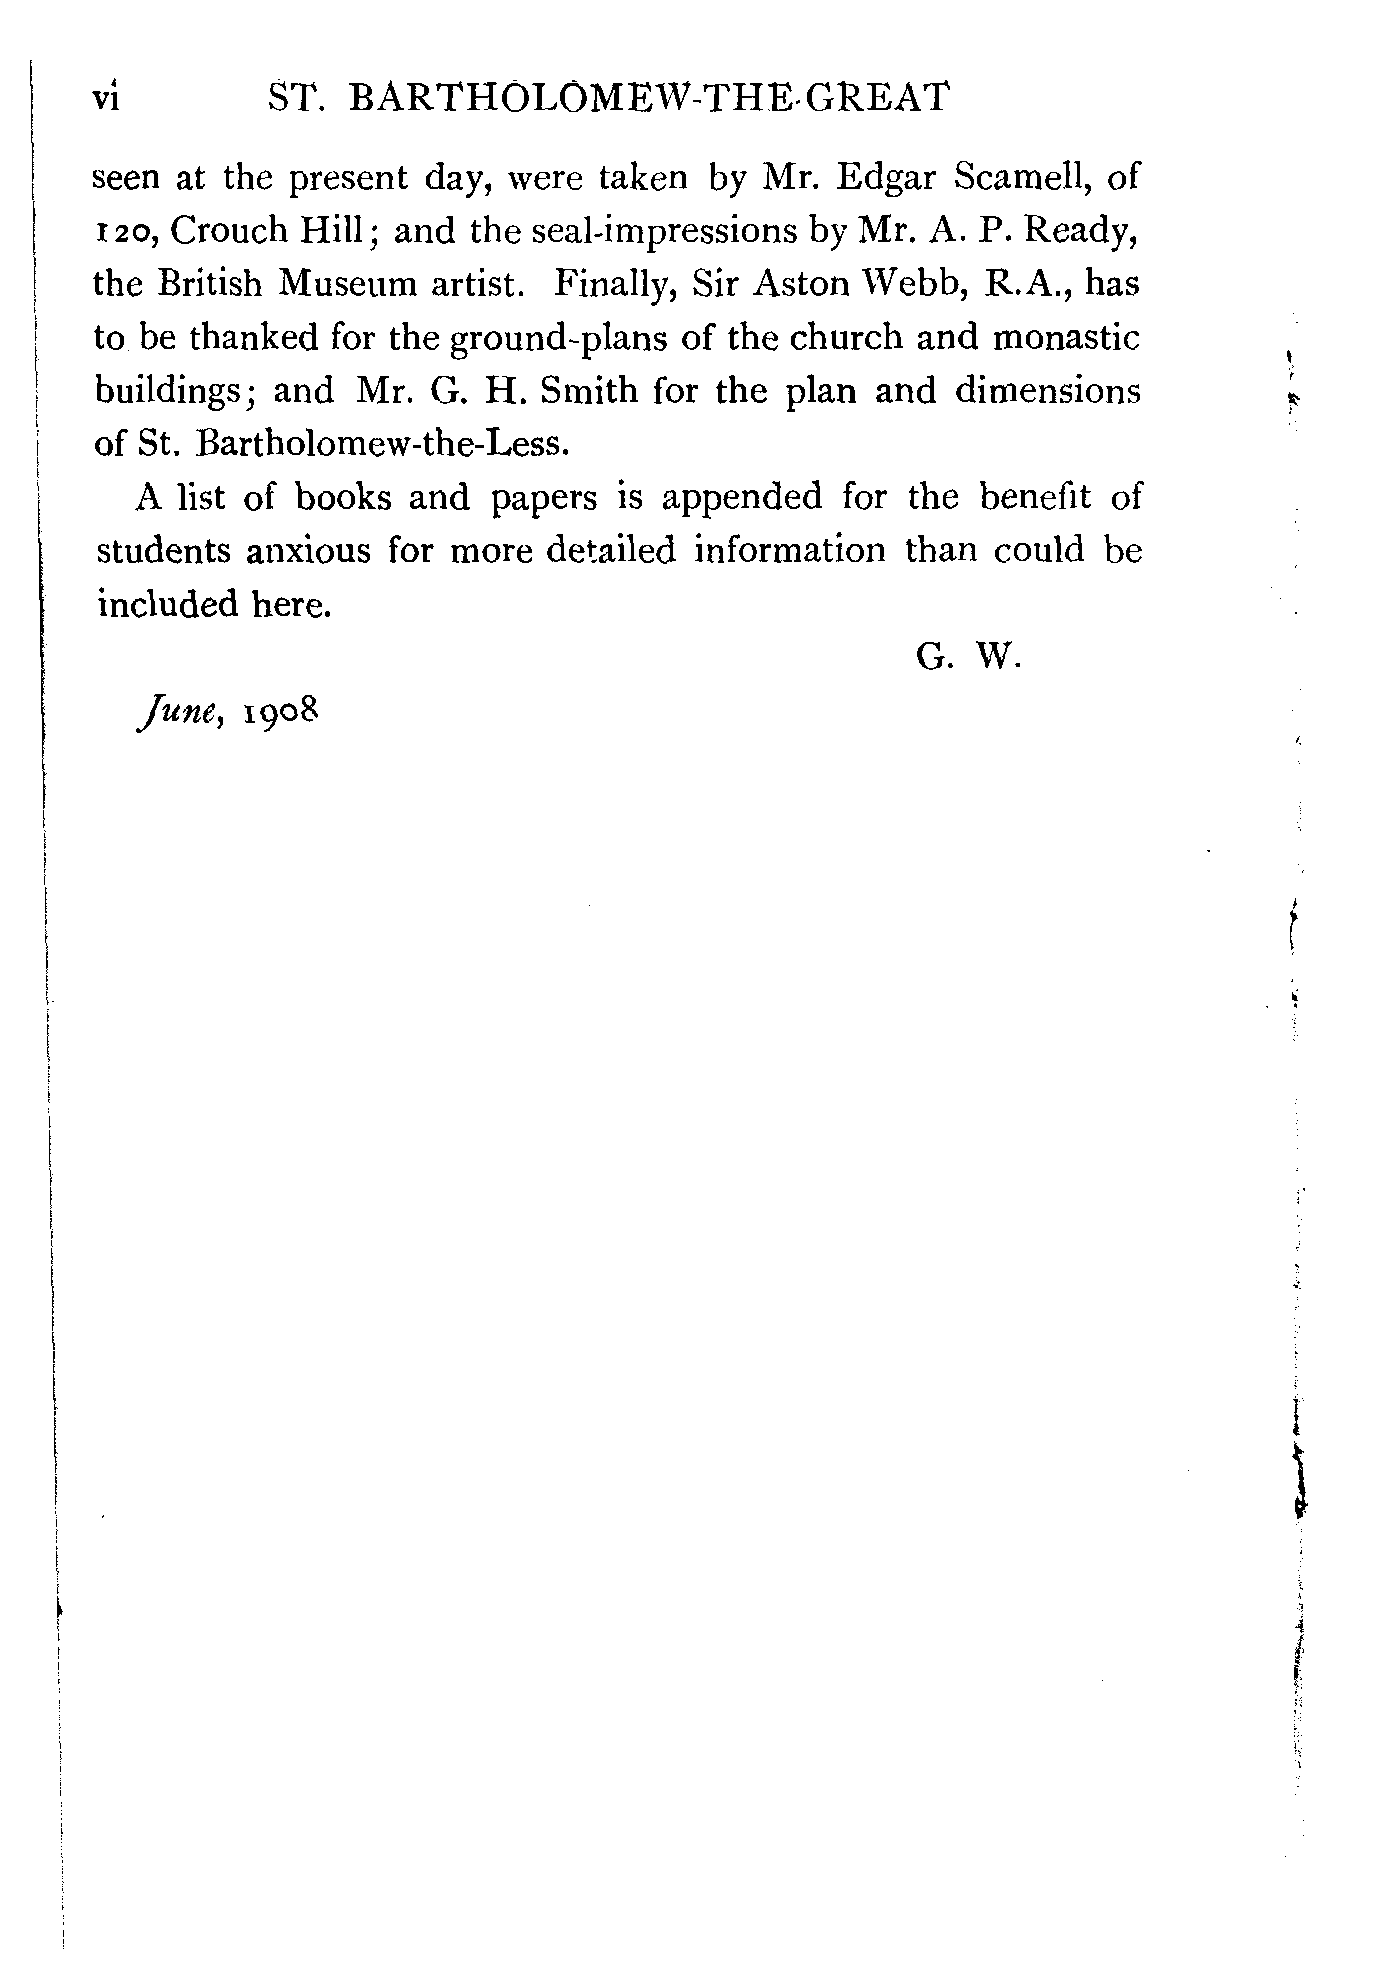 vi ST. BARTHOLOMEW-THE-GREAT
seen at the present day, were taken by Mr. Edgar Scamell, of
120, Crouch Hill; and the seal-impressions by Mr. A. P. Ready,
the British Museum artist. Finally, Sir Aston Webb, R.A., has
to be thanked for the ground-plans of the church and monastic
buildings; and Mr. G. H. Smith for the plan and dimensions
of St. Bartholomew-the-Less.
A list of books and papers is appended for the benefit of
students anxious for more detailed information than could be
included here.
G. W.
June, 1908